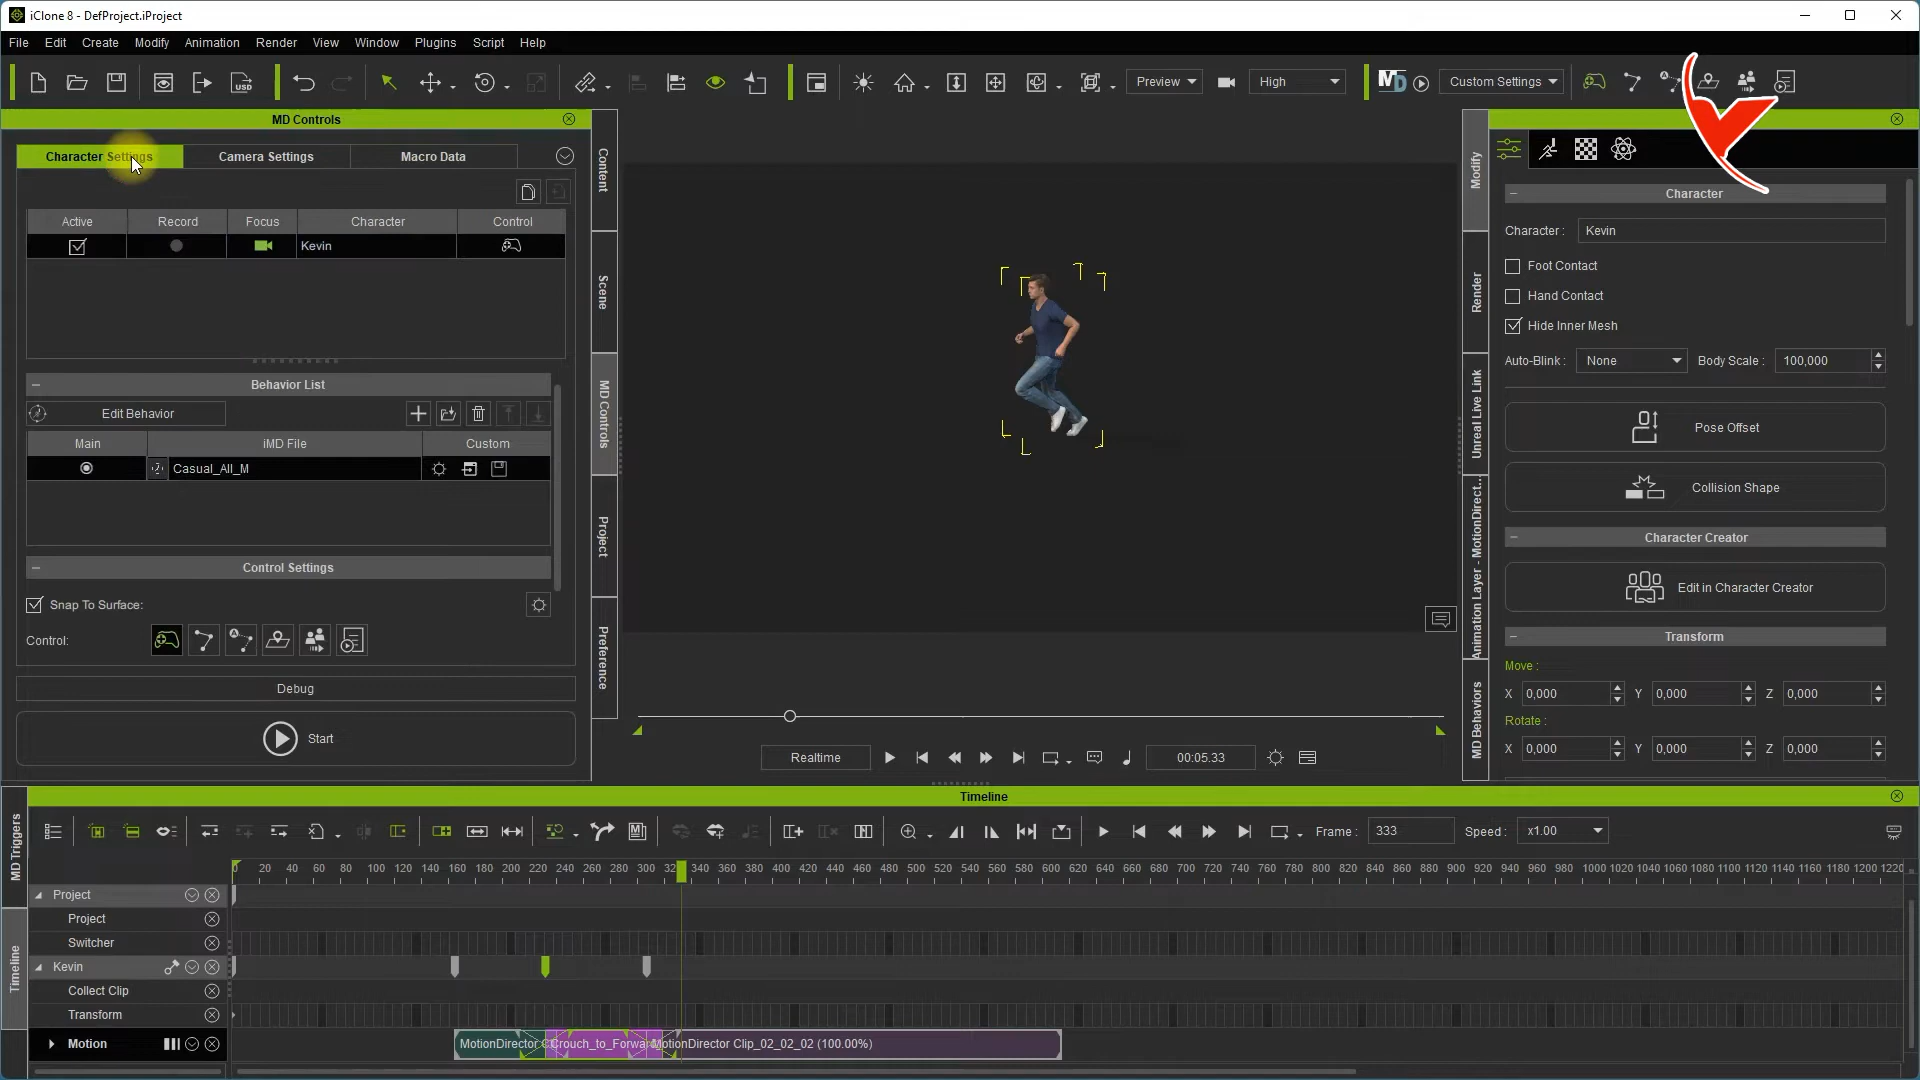 iClone 8 - DefProject.iProject
File Edit Create Modify Animation Render View Window Plugins Script Help
USD Preview High MD Custom Settings
MD Controls
Character Settings Camera Settings Macro Data
Active Record Focus Character Control
Kevin
Behavior List
Edit Behavior
Main iMD File Custom
Casual_All_M
Control Settings
Snap To Surface:
Control:
Debug
Start
Content
Scene
MD Controls
Project
Preference
Realtime 00:05.33
Modify
Render
Unreal Live Link
Animation Layer - MotionDirect...
MD Behaviors
Character
Character : Kevin
Foot Contact
Hand Contact
Hide Inner Mesh
Auto-Blink : None Body Scale : 100,000
Pose Offset
Collision Shape
Character Creator
Edit in Character Creator
Transform
Move :
X 0,000 Y 0,000 Z 0,000
Rotate :
X 0,000 Y 0,000 Z 0,000
Timeline
MD Triggers
Timeline
Frame : 333 Speed : x1.00
0 20 40 60 80 100 120 140 160 180 200 220 240 260 280 300 340 360 380 400 420 440 460 480 500 520 540 560 580 600 620 640 660 680 700 720 740 760 780 800 820 840 860 880 900 920 940 960 980 1000 1020 1040 1060 1080 1100 1120 1140 1160 1180 1200 1220
Project
Project
Switcher
Kevin
Collect Clip
Transform
Motion
MotionDirector Crouch_to_Forwar MotionDirector Clip_02_02_02 (100.00%)